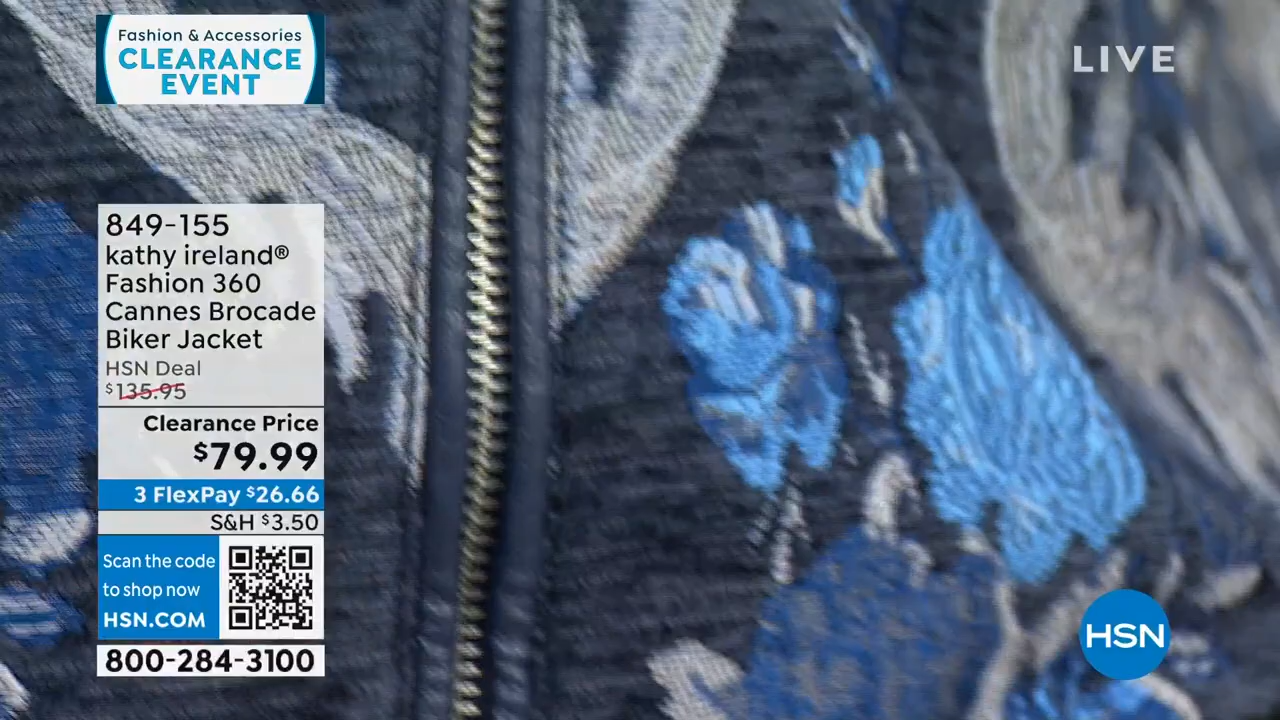 Fashion & Accessories
CLEARANCE
EVENT
LIVE
849-155
kathy ireland®
Fashion 360
Cannes Brocade
Biker Jacket
HSN Deal
$135.95
Clearance Price
$79.99
3 FlexPay $26.66
S&H $3.50
Scan the code
to shop now
HSN.COM
800-284-3100
HSN